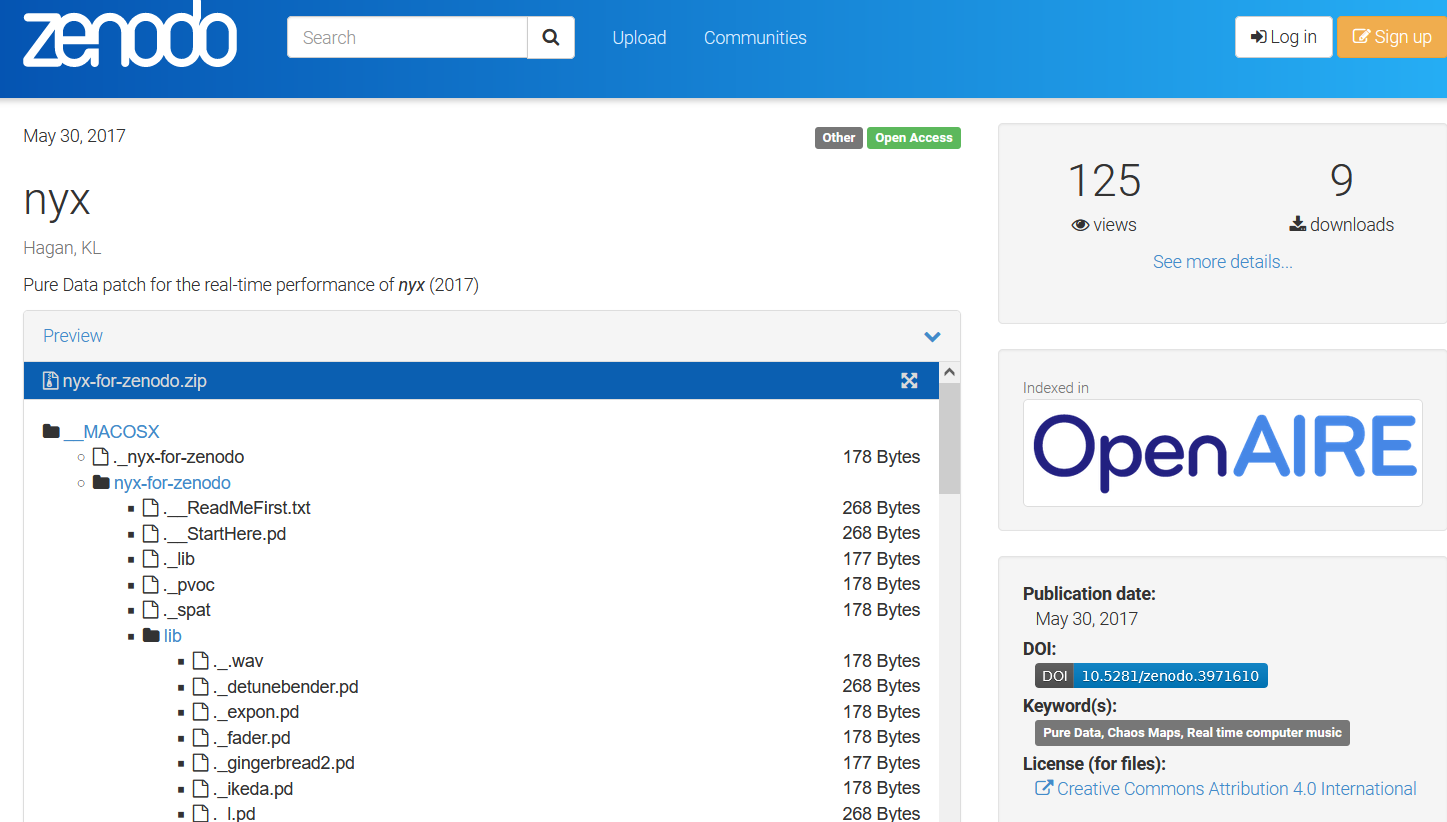 zenodo
Search
Upload
Communities
Log in
Sign up
May 30, 2017
Other
Open Access
nyx
Hagan, KL
Pure Data patch for the real-time performance of nyx (2017)
Preview
nyx-for-zenodo.zip
__MACOSX
._nyx-for-zenodo 178 Bytes
nyx-for-zenodo
.__ReadMeFirst.txt 268 Bytes
.__StartHere.pd 268 Bytes
._lib 177 Bytes
._pvoc 178 Bytes
._spat 178 Bytes
lib
._.wav 178 Bytes
._detunebender.pd 268 Bytes
._expon.pd 178 Bytes
._fader.pd 178 Bytes
._gingerbread2.pd 177 Bytes
._ikeda.pd 178 Bytes
._l.pd 268 Bytes
125
views
9
downloads
See more details...
Indexed in
OpenAIRE
Publication date:
May 30, 2017
DOI:
DOI 10.5281/zenodo.3971610
Keyword(s):
Pure Data, Chaos Maps, Real time computer music
License (for files):
Creative Commons Attribution 4.0 International